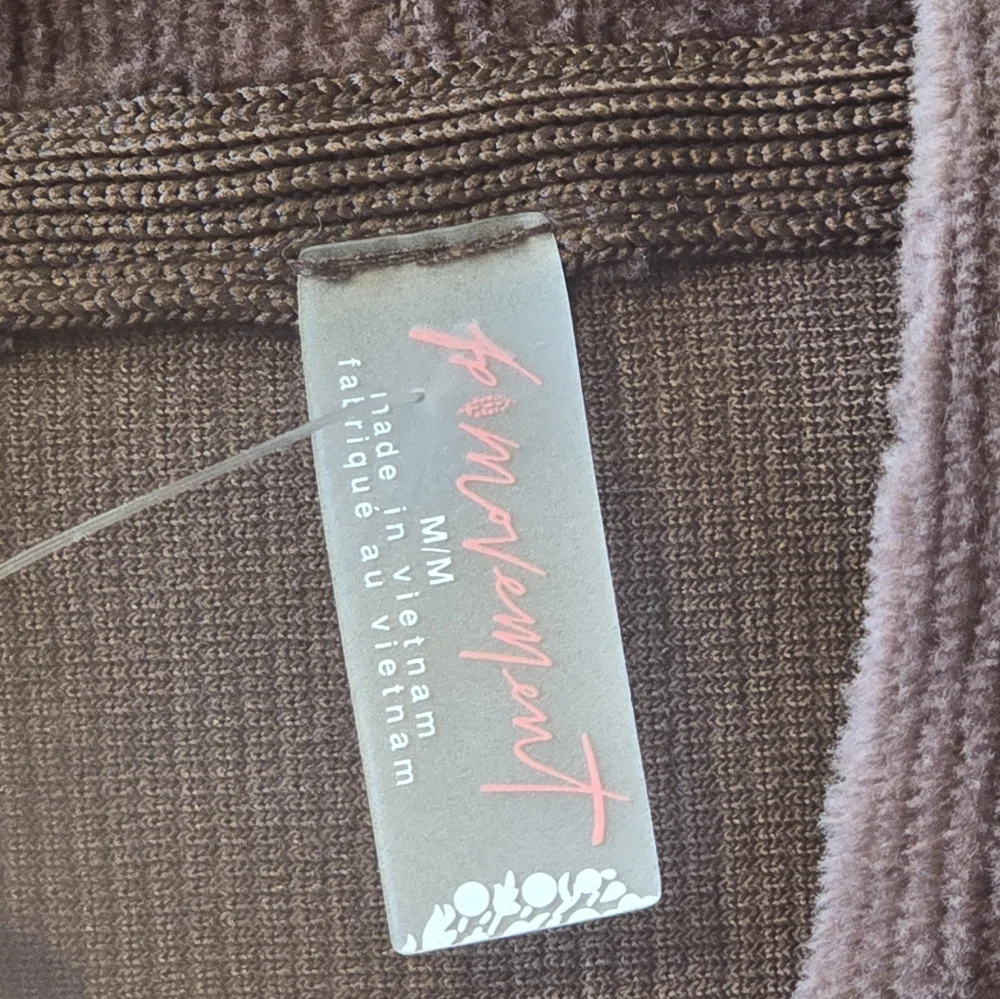 fp movement
M/M
made in vietnam
fabriqué au vietnam